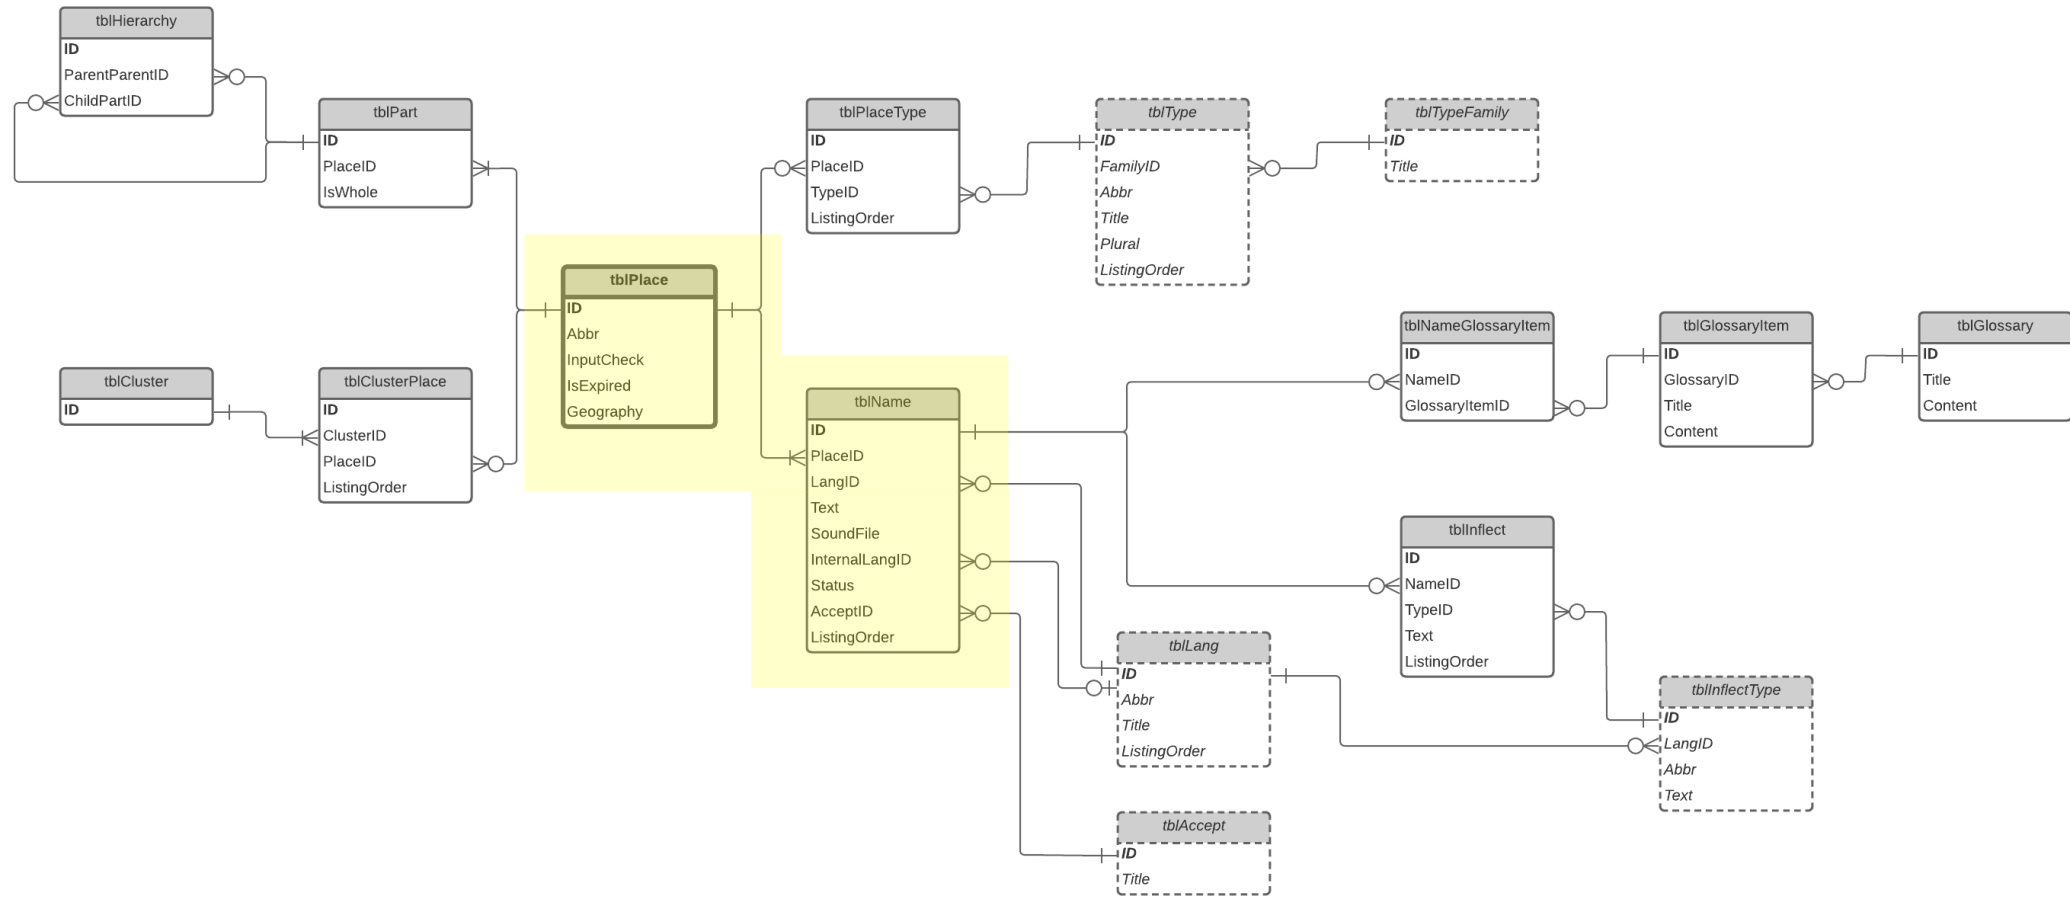 tblHierarchy
ID
ParentParentID
ChildPartID
tblPart
ID
PlaceID
IsWhole
tblCluster
ID
tblClusterPlace
ID
ClusterID
PlaceID
ListingOrder
tblPlace
ID
Abbr
InputCheck
IsExpired
Geography
tblPlaceType
ID
PlaceID
TypeID
ListingOrder
tblType
ID
FamilyID
Abbr
Title
Plural
ListingOrder
tblTypeFamily
ID
Title
tblName
ID
PlaceID
LangID
Text
SoundFile
InternalLangID
Status
AcceptID
ListingOrder
tblNameGlossaryItem
ID
NameID
GlossaryItemID
tblGlossaryItem
ID
GlossaryID
Title
Content
tblGlossary
ID
Title
Content
tblInflect
ID
NameID
TypeID
Text
ListingOrder
tblLang
ID
Abbr
Title
ListingOrder
tblInflectType
ID
LangID
Abbr
Text
tblAccept
ID
Title